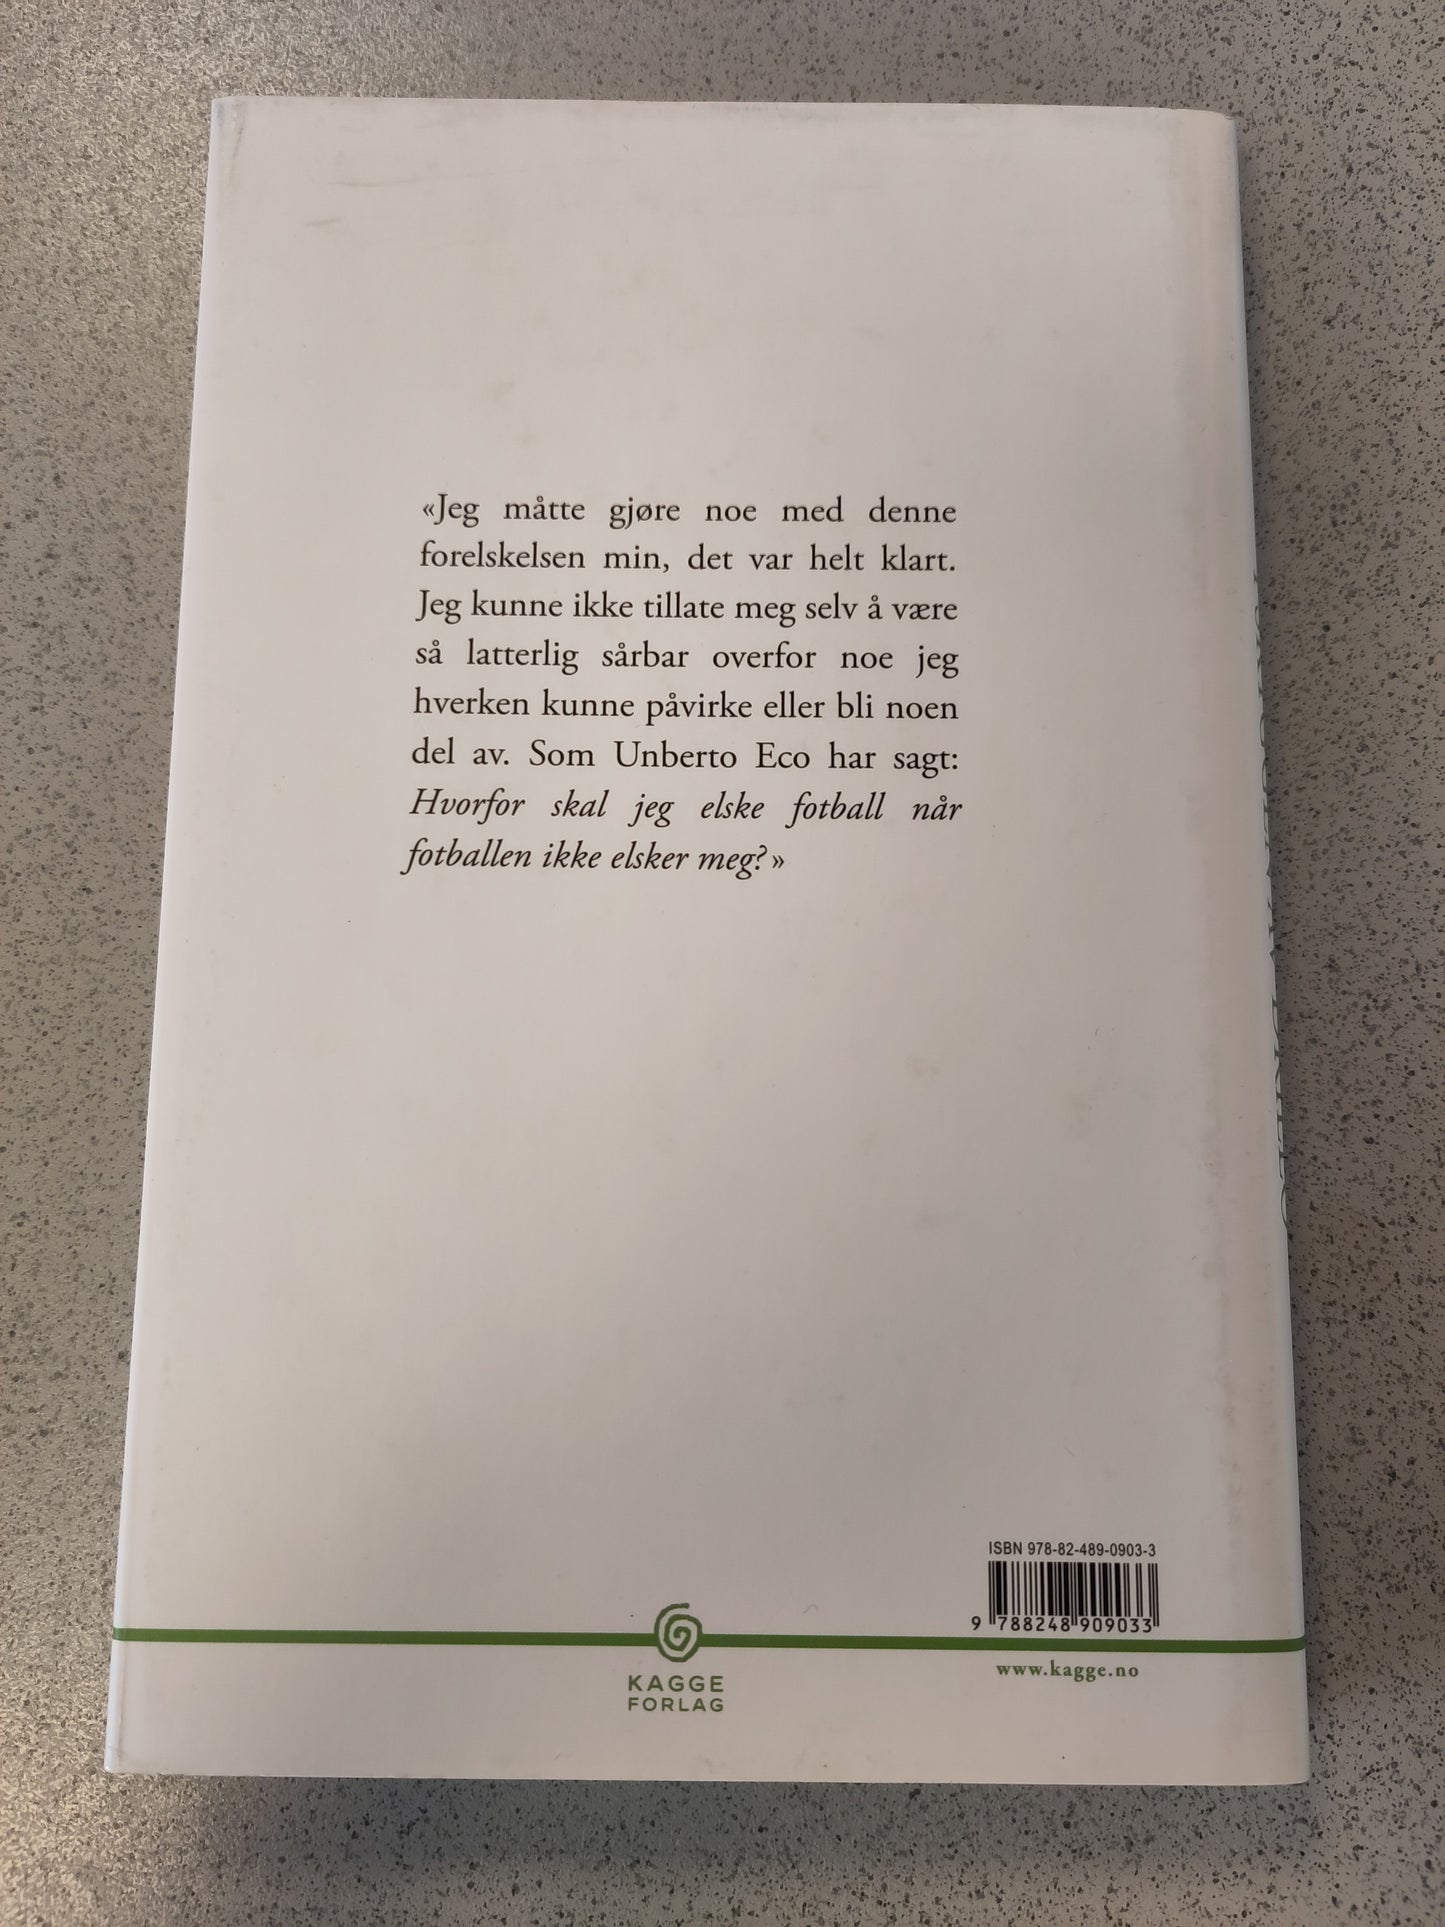 «Jeg måtte gjøre noe med denne
forelskelsen min, det var helt klart.
Jeg kunne ikke tillate meg selv å være
så latterlig sårbar overfor noe jeg
hverken kunne påvirke eller bli noen
del av. Som Unberto Eco har sagt:
Hvorfor skal jeg elske fotball når
fotballen ikke elsker meg?»
ISBN 978-82-489-0903-3
9 788248 909033
www.kagge.no
KAGGE
FORLAG